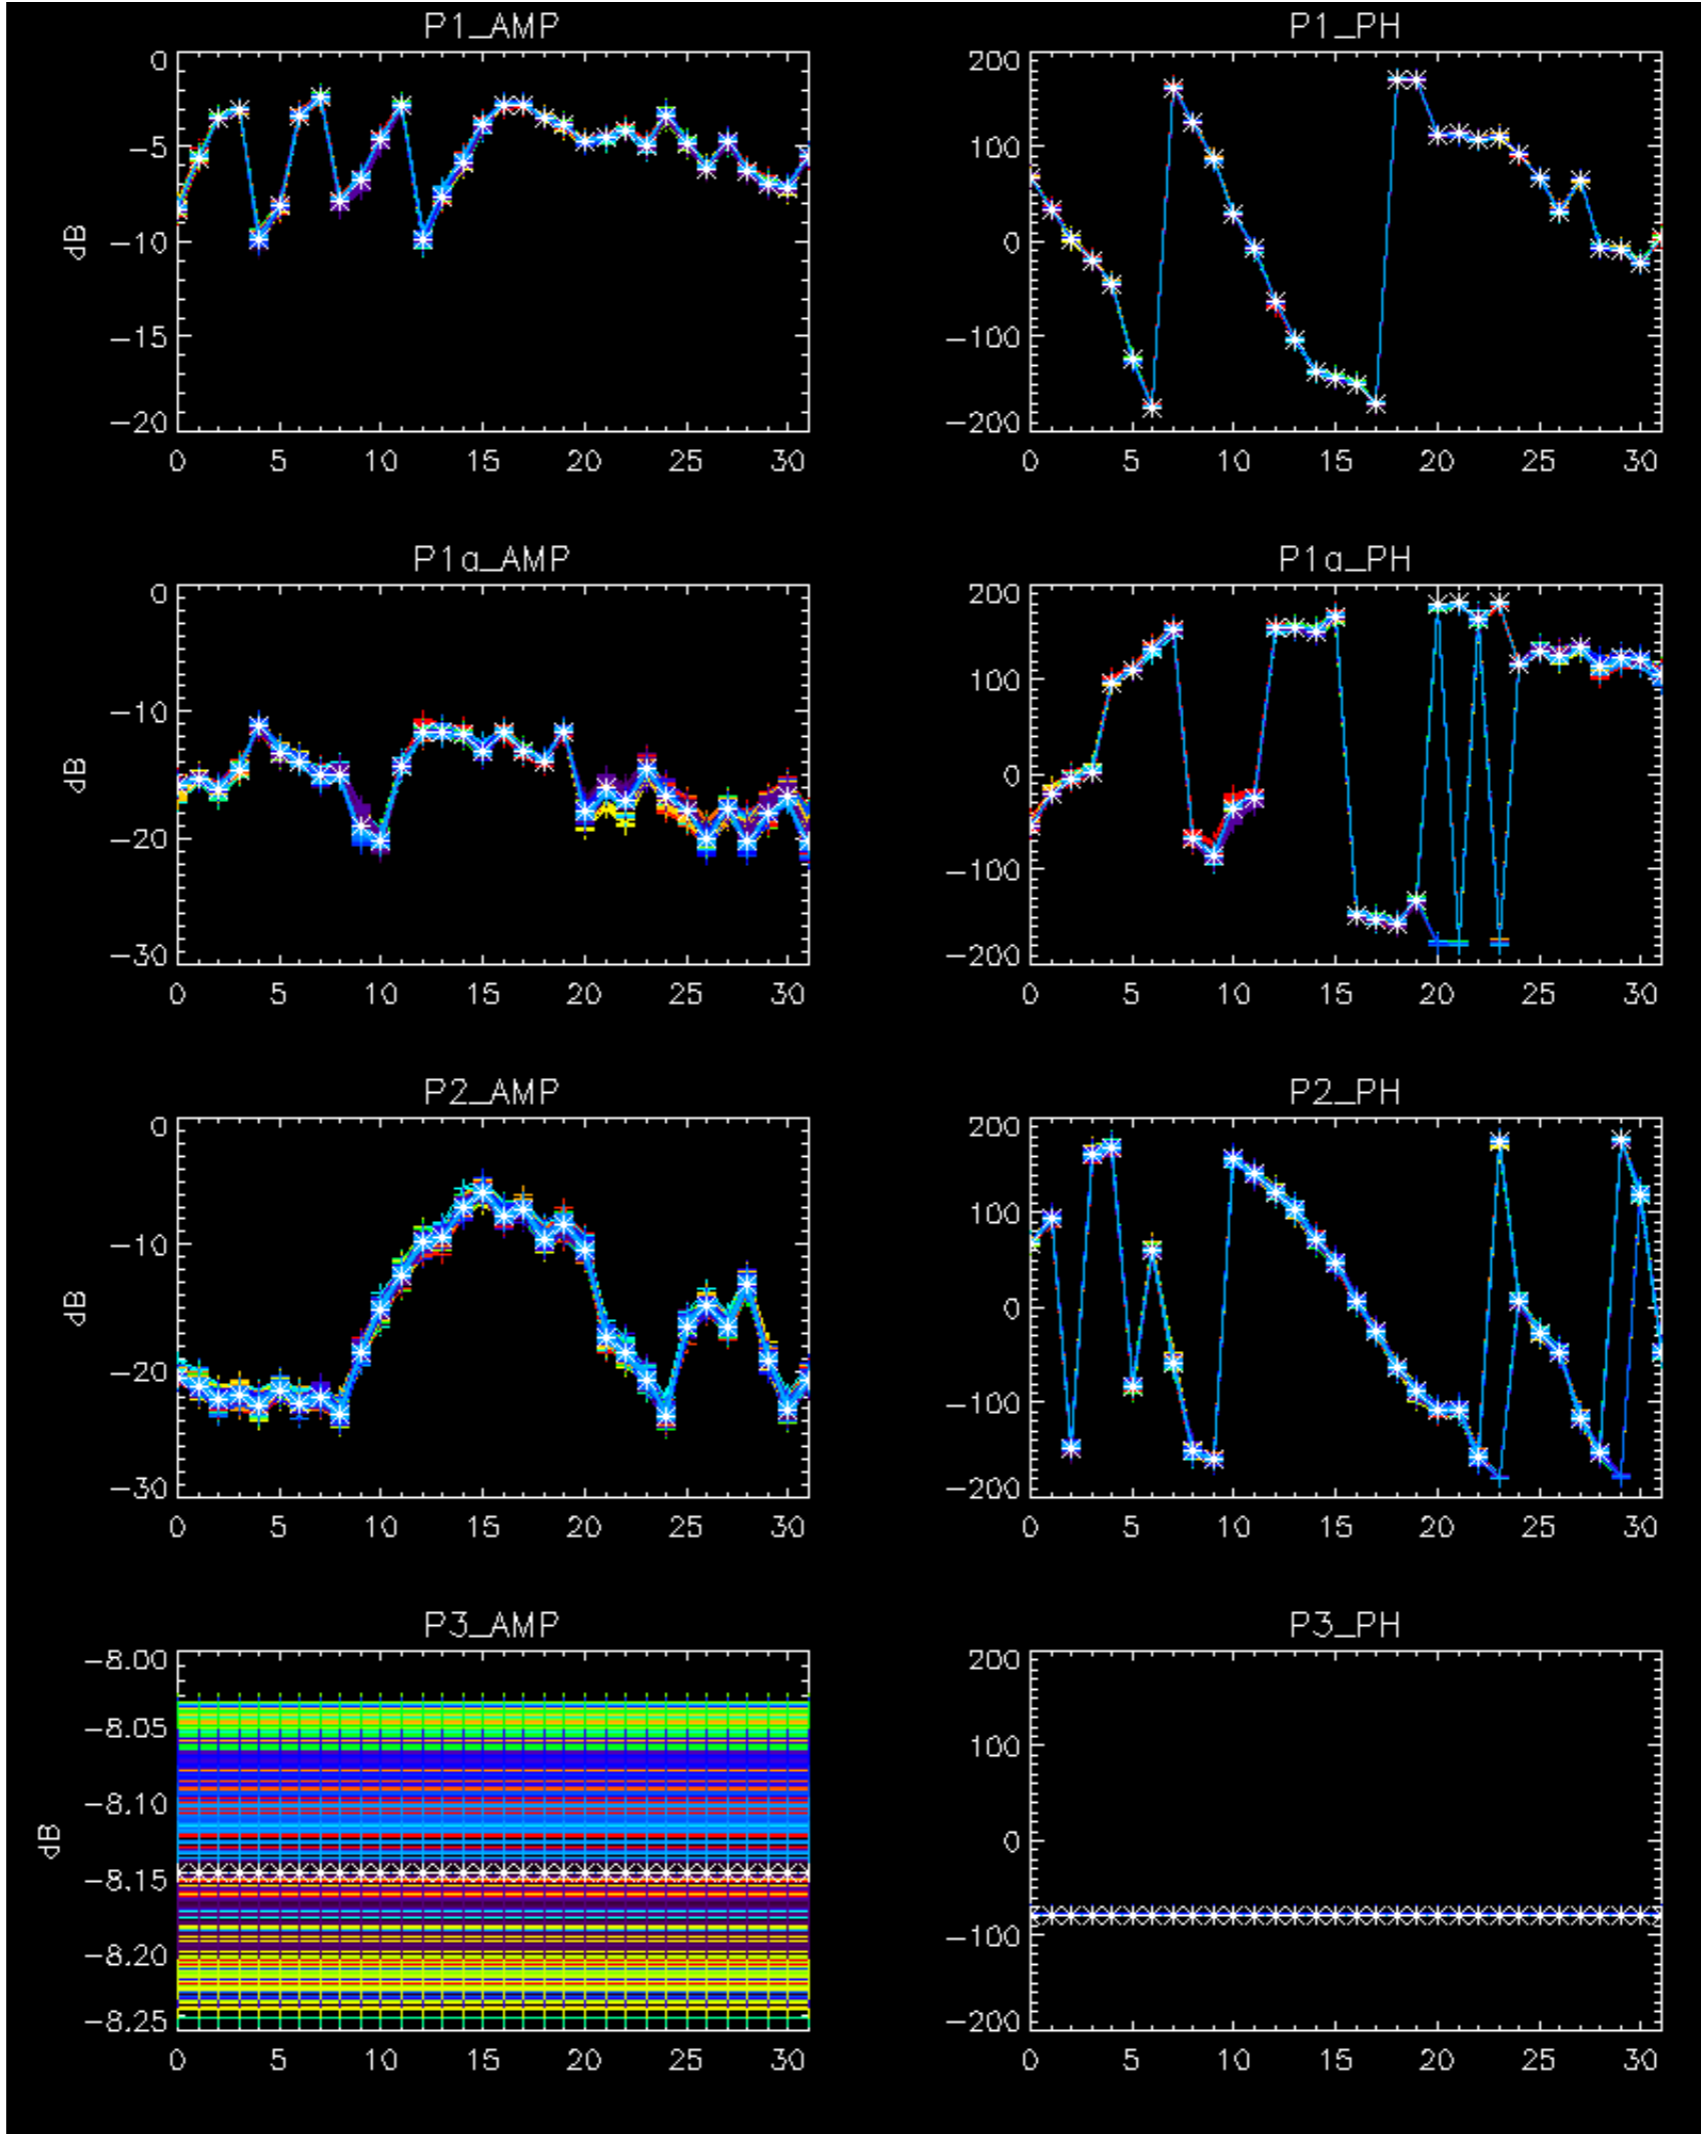 P1_AMP P1_PH
0 200
-5 100
dB -10 0
-15 -100
-20 -200
0 5 10 15 20 25 30 0 5 10 15 20 25 30
P1a_AMP P1a_PH
0 200
-10 100
dB 0
-20 -100
-30 -200
0 5 10 15 20 25 30 0 5 10 15 20 25 30
P2_AMP P2_PH
0 200
-10 100
dB 0
-20 -100
-30 -200
0 5 10 15 20 25 30 0 5 10 15 20 25 30
P3_AMP P3_PH
-8.00 200
-8.05 100
-8.10
dB 0
-8.15
-8.20 -100
-8.25 -200
0 5 10 15 20 25 30 0 5 10 15 20 25 30